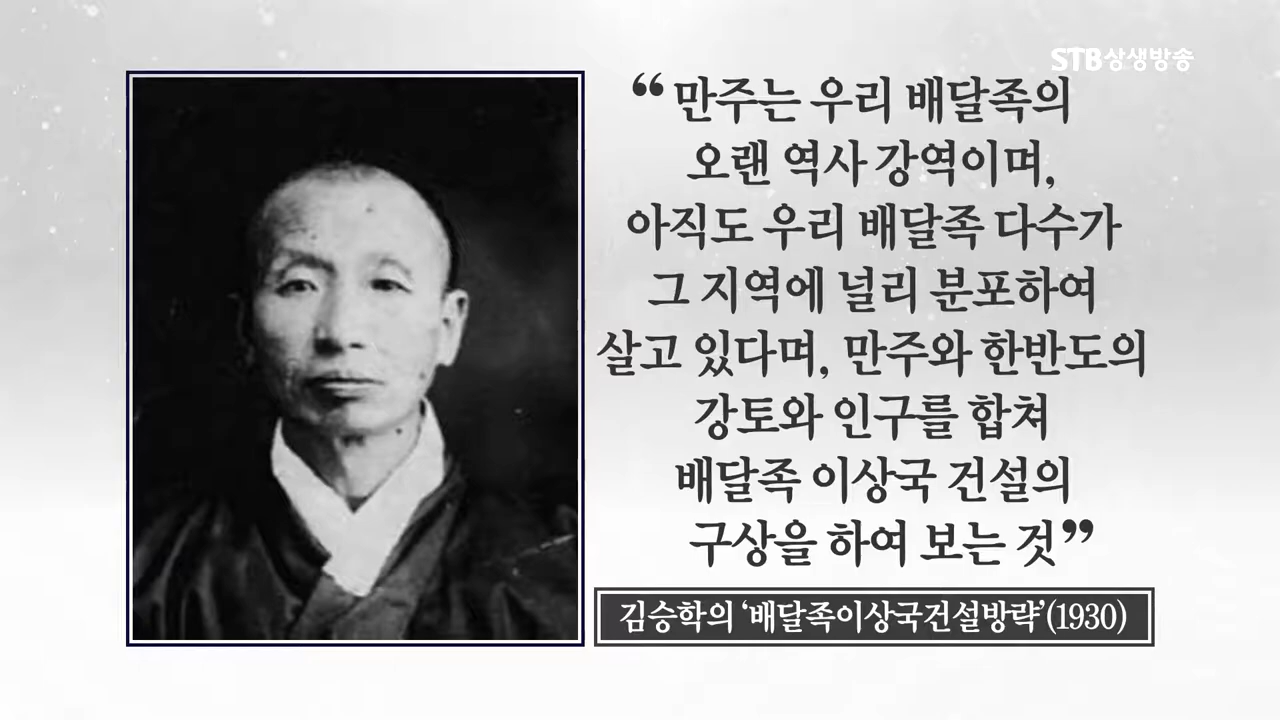 STB상생방송
“만주는 우리 배달족의
오랜 역사 강역이며,
아직도 우리 배달족 다수가
그 지역에 널리 분포하여
살고 있다며, 만주와 한반도의
강토와 인구를 합쳐
배달족 이상국 건설의
구상을 하여 보는 것”
김승학의 ‘배달족이상국건설방략’(1930)